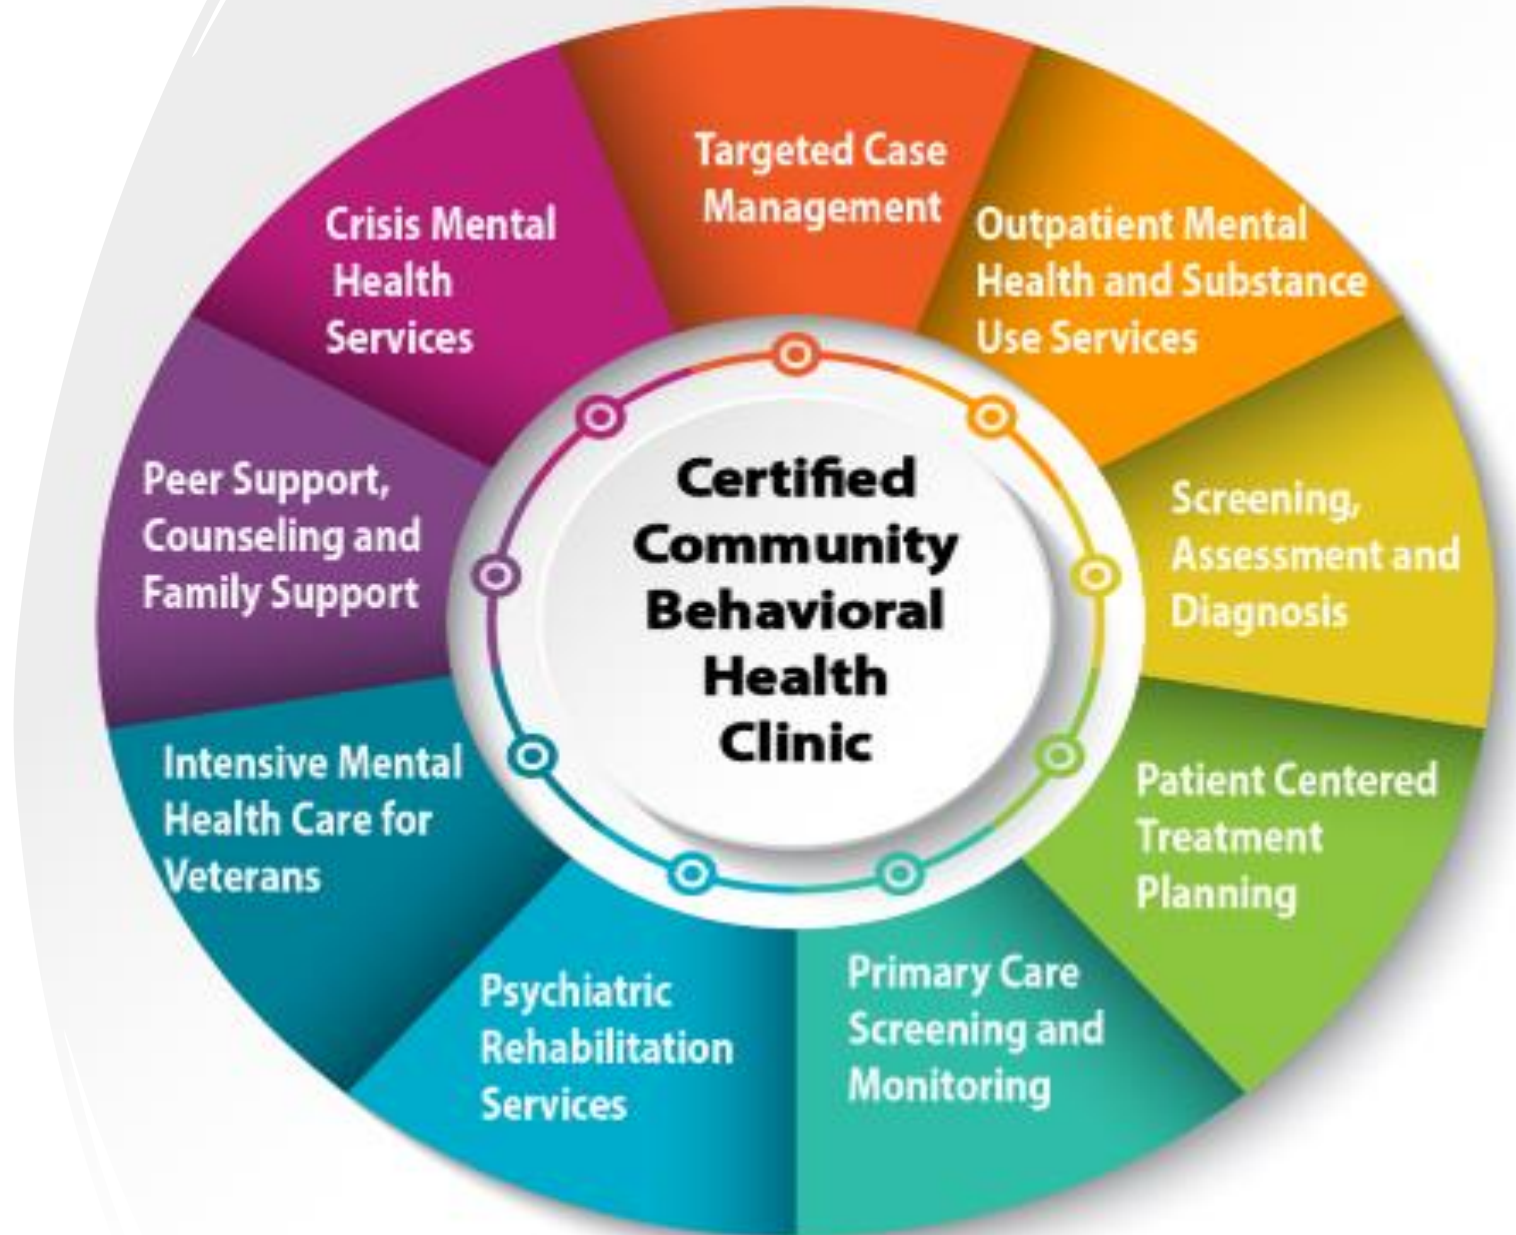 Targeted Case
Management
Outpatient Mental
Health and Substance
Use Services
Screening,
Assessment and
Diagnosis
Patient Centered
Treatment
Planning
Primary Care
Screening and
Monitoring
Psychiatric
Rehabilitation
Services
Intensive Mental
Health Care for
Veterans
Peer Support,
Counseling and
Family Support
Crisis Mental
Health
Services
Certified
Community
Behavioral
Health
Clinic